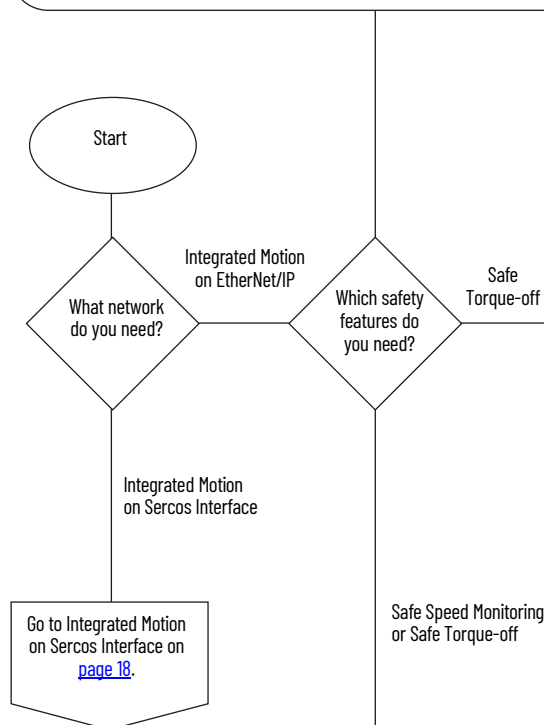 Start
Integrated Motion
on EtherNet/IP
Safe
Torque-off
What network
do you need?
Which safety
features do
you need?
Integrated Motion
on Sercos Interface
Go to Integrated Motion
on Sercos Interface on
page 18.
Safe Speed Monitoring
or Safe Torque-off